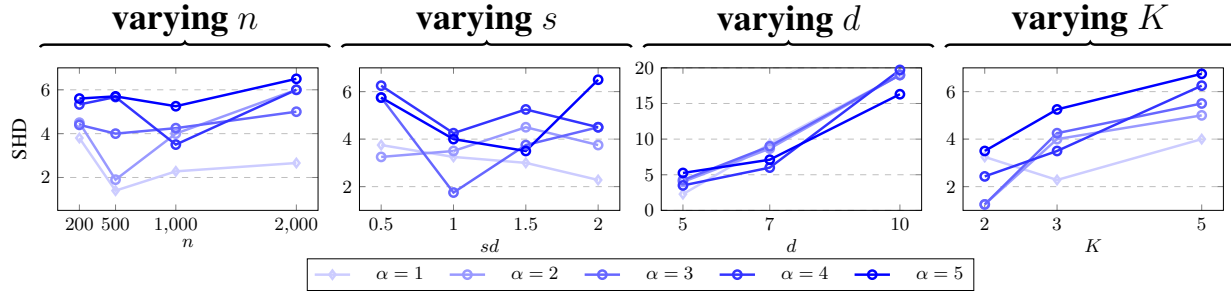 varying n varying s varying d varying K
SHD
6
4
2
200 500 1,000 2,000
n
6
4
2
0.5 1 1.5 2
sd
20
15
10
5
0
5 7 10
d
6
4
2
2 3 5
K
α = 1 α = 2 α = 3 α = 4 α = 5